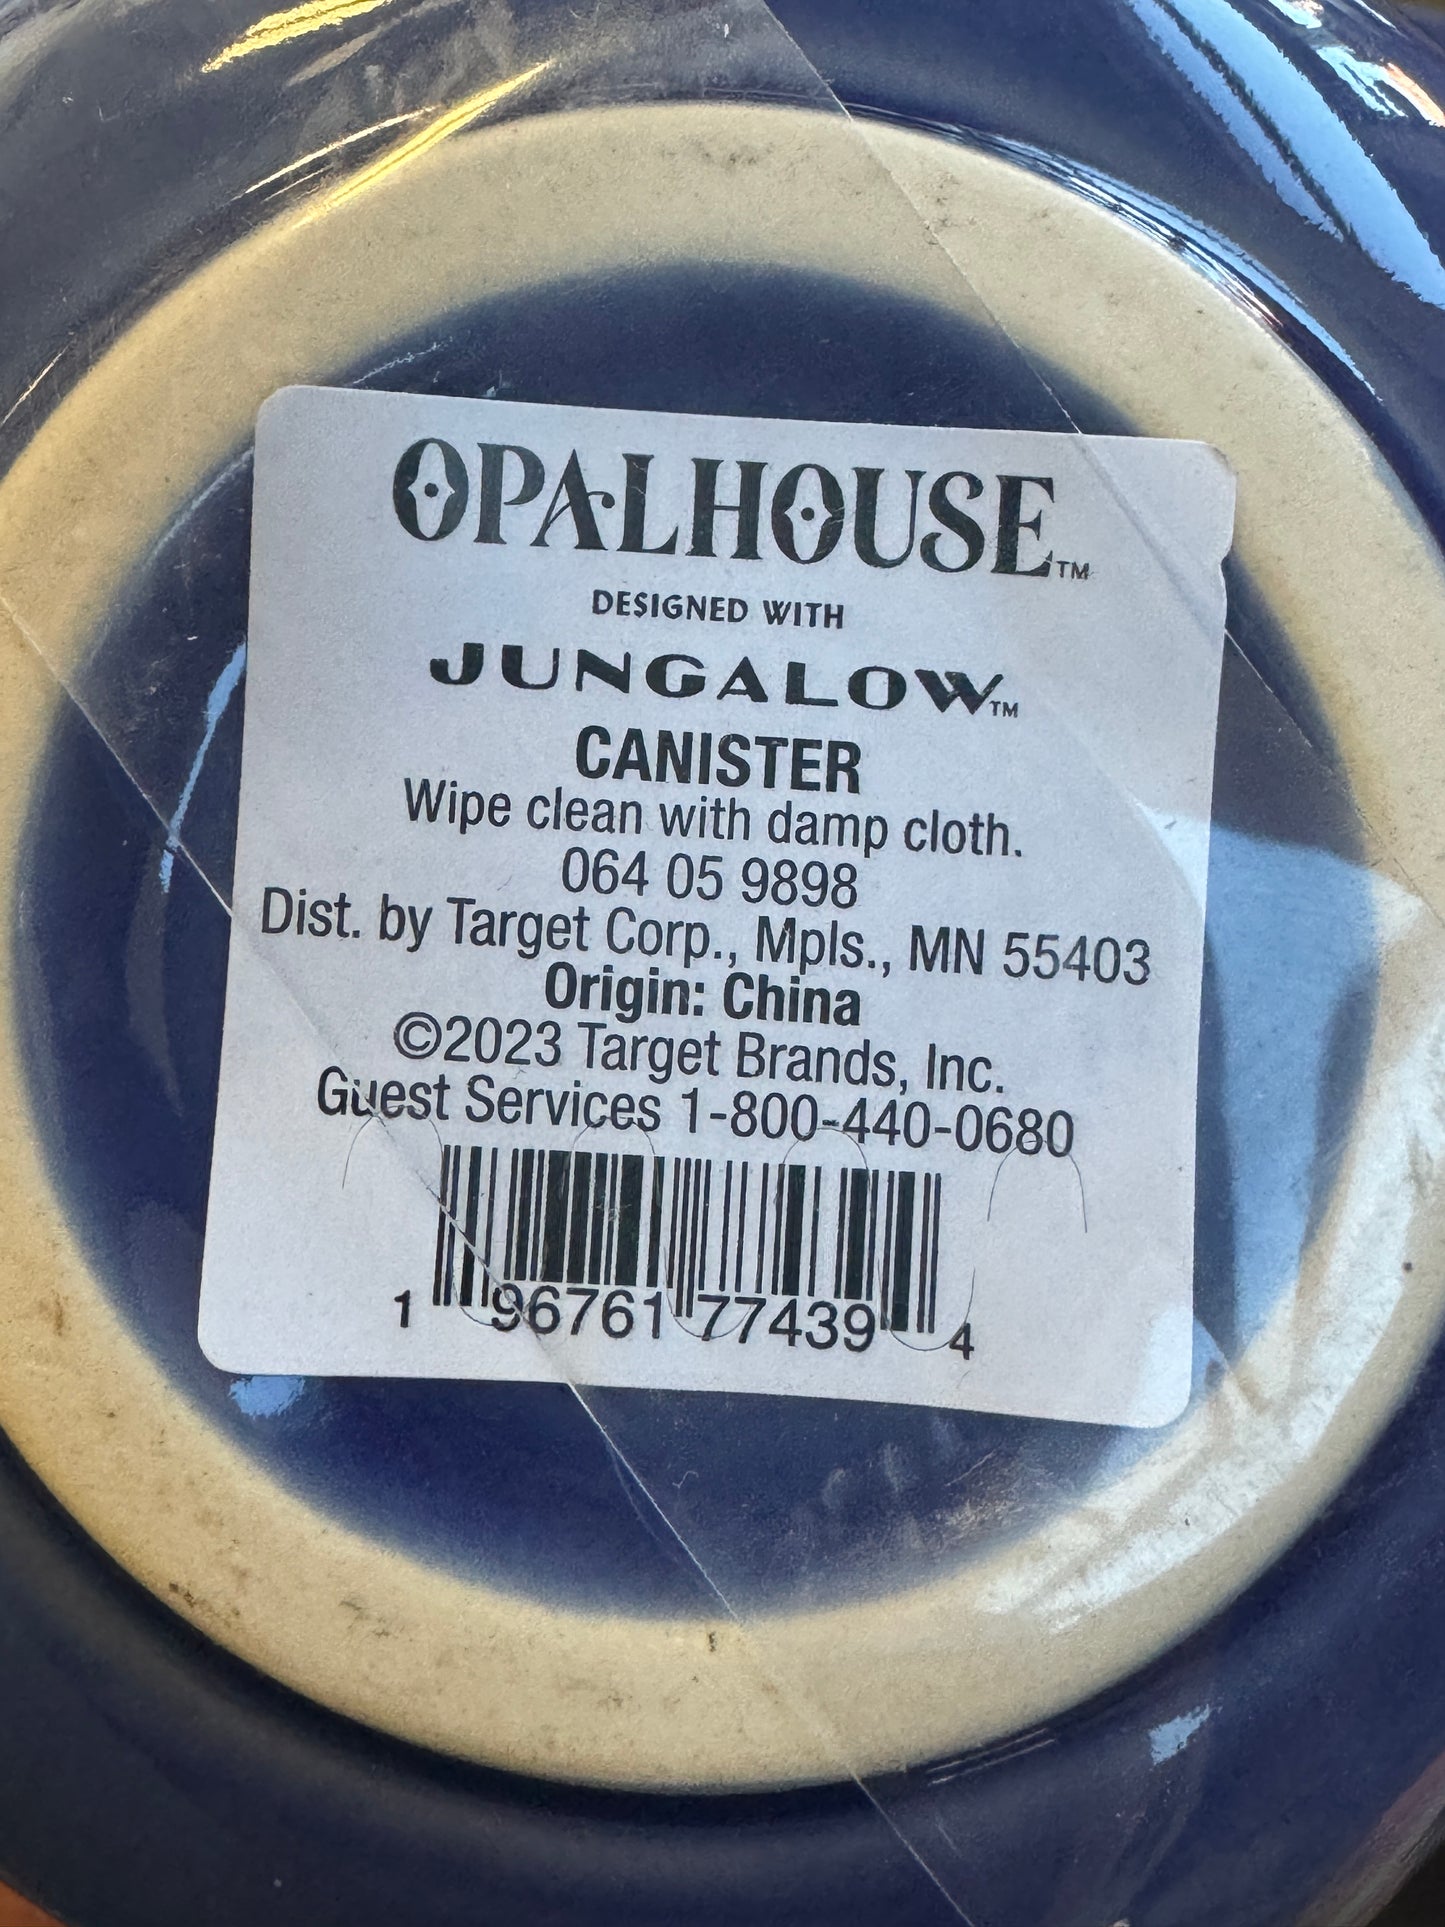 OPALHOUSE™
DESIGNED WITH
JUNGALOW™
CANISTER
Wipe clean with damp cloth.
064 05 9898
Dist. by Target Corp., Mpls., MN 55403
Origin: China
©2023 Target Brands, Inc.
Guest Services 1-800-440-0680
1 96761 77439 4